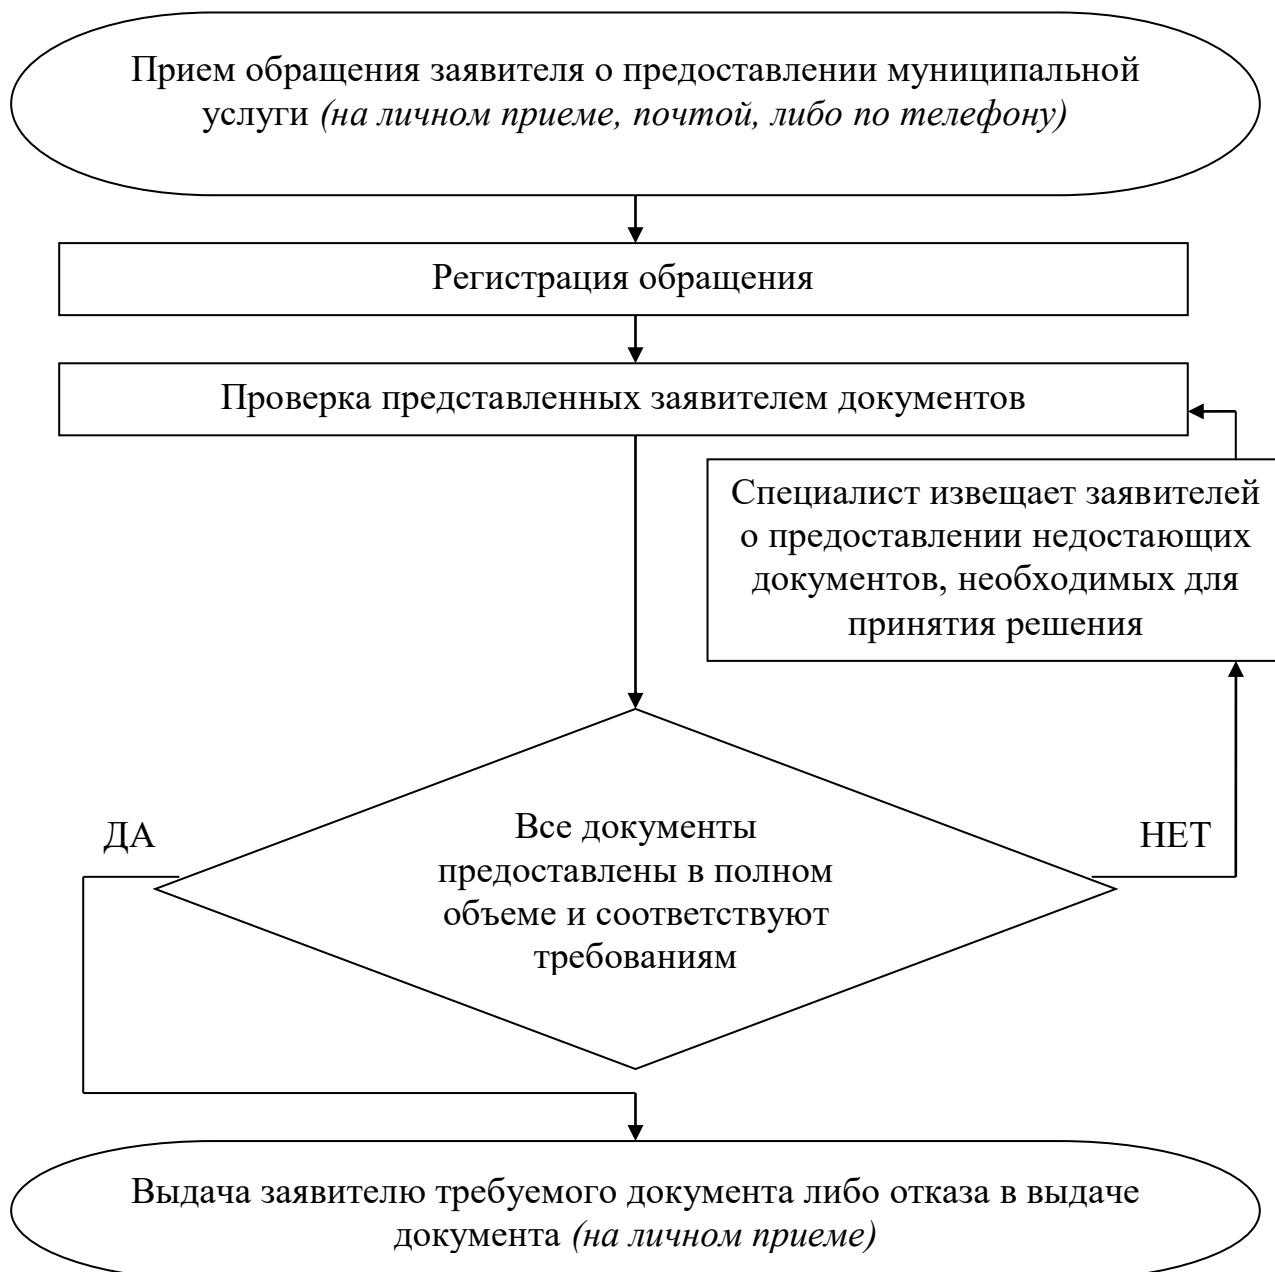 Прием обращения заявителя о предоставлении муниципальной
услуги (на личном приеме, почтой, либо по телефону)
Регистрация обращения
Проверка представленных заявителем документов
Специалист извещает заявителей
о предоставлении недостающих
документов, необходимых для
принятия решения
ДА
НЕТ
Все документы
предоставлены в полном
объеме и соответствуют
требованиям
Выдача заявителю требуемого документа либо отказа в выдаче
документа (на личном приеме)